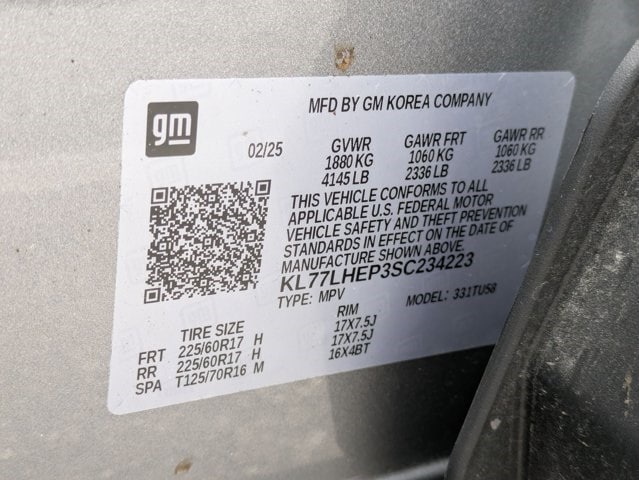 gm
MFD BY GM KOREA COMPANY
02/25
GVWR GAWR FRT GAWR RR
1880 KG 1060 KG 1060 KG
4145 LB 2336 LB 2336 LB
THIS VEHICLE CONFORMS TO ALL
APPLICABLE U.S. FEDERAL MOTOR
VEHICLE SAFETY AND THEFT PREVENTION
STANDARDS IN EFFECT ON THE DATE OF
MANUFACTURE SHOWN ABOVE.
KL77LHEP3SC234223
TYPE: MPV MODEL: 331TUS8
TIRE SIZE RIM
FRT 225/60R17 H 17X7.5J
RR 225/60R17 H 17X7.5J
SPA T125/70R16 M 16X4BT